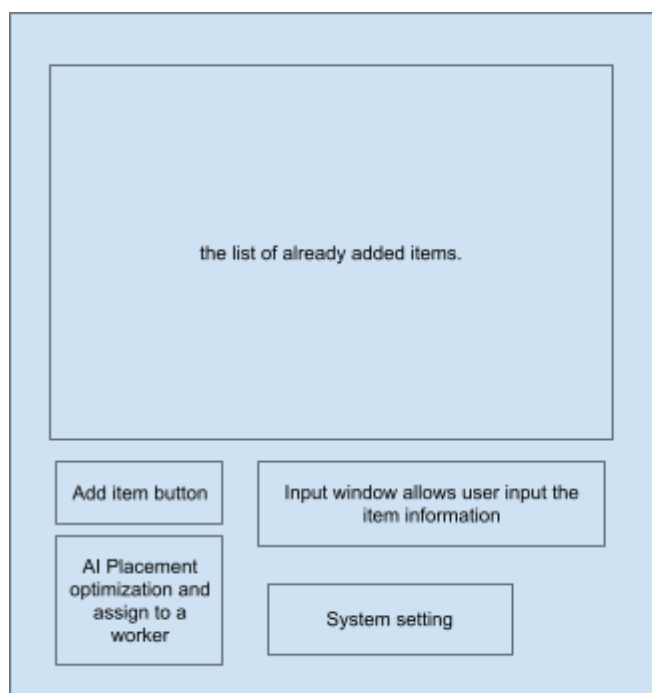 the list of already added items.
Add item button
Input window allows user input the
item information
AI Placement
optimization and
assign to a
worker
System setting